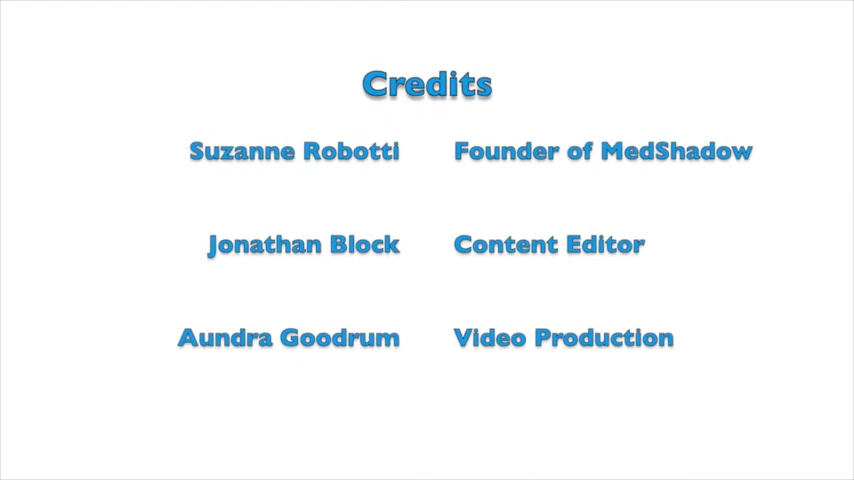 Credits
Suzanne Robotti Founder of MedShadow
Jonathan Block Content Editor
Aundra Goodrum Video Production